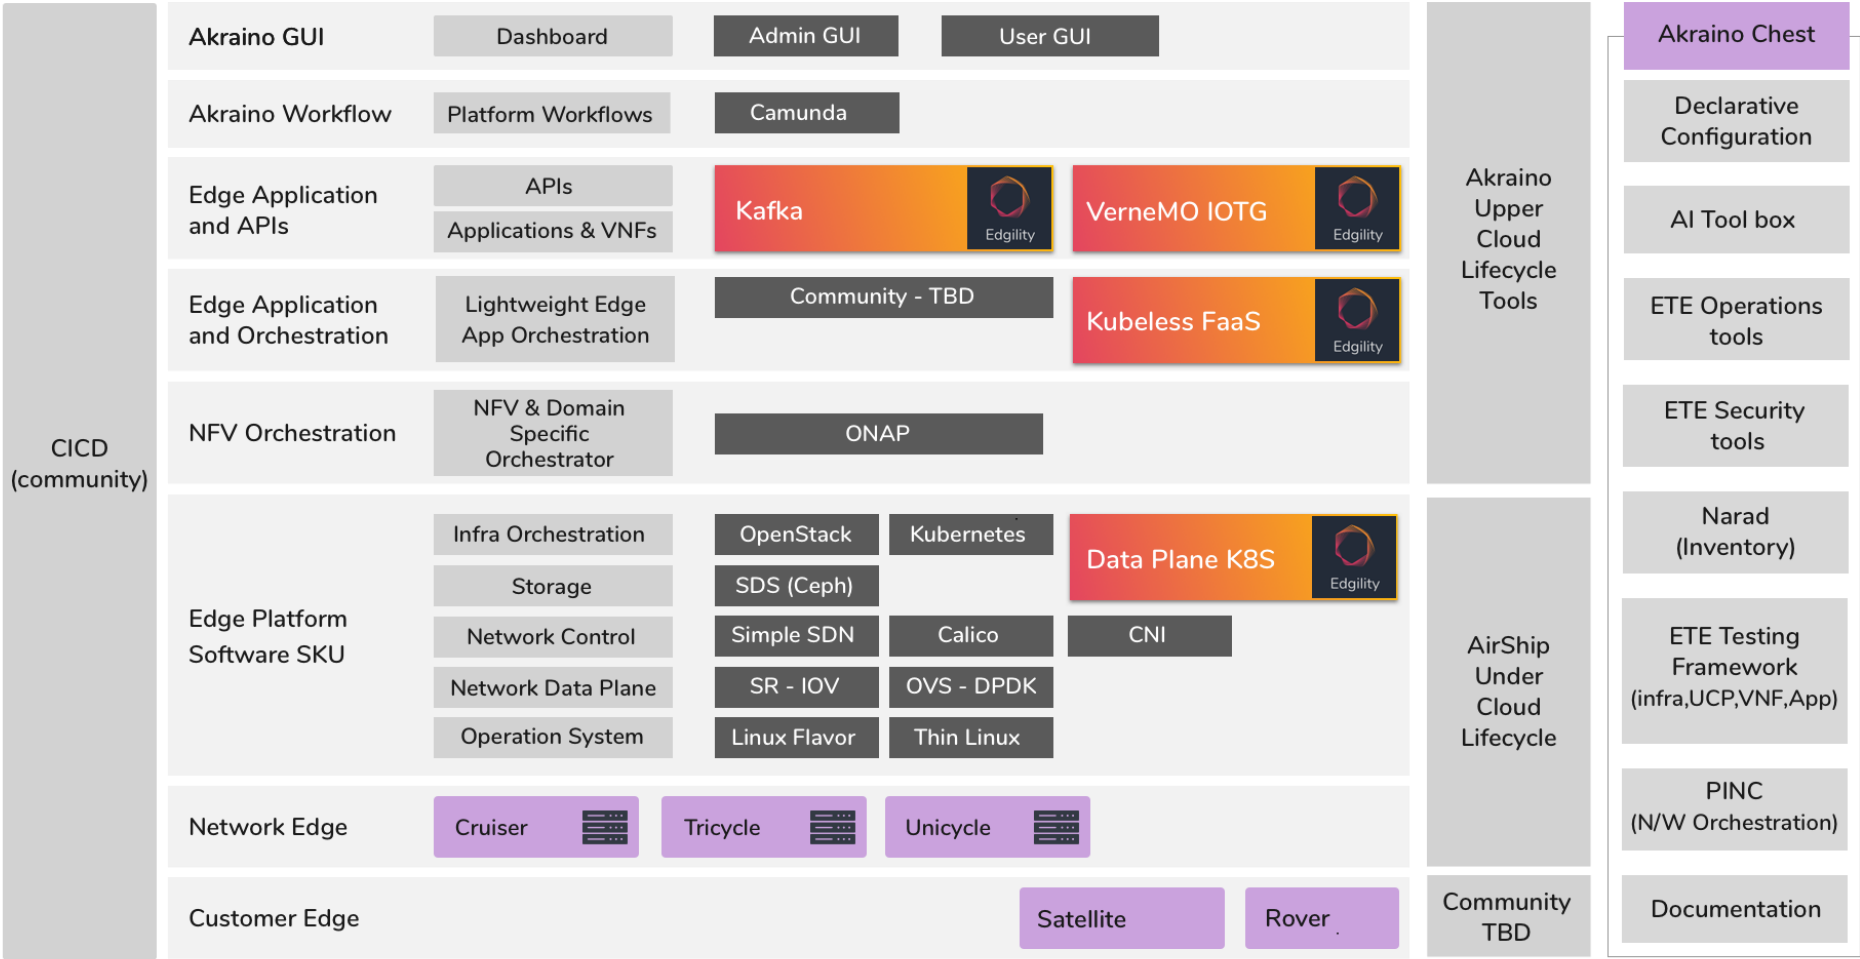 CICD
(community)
Akraino GUI
Dashboard
Admin GUI
User GUI
Akraino Workflow
Platform Workflows
Camunda
Edge Application
and APIs
APIs
Applications & VNFs
Kafka
Edgility
VerneMO IOTG
Edgility
Edge Application
and Orchestration
Lightweight Edge
App Orchestration
Community - TBD
Kubeless FaaS
Edgility
NFV Orchestration
NFV & Domain
Specific
Orchestrator
ONAP
Edge Platform
Software SKU
Infra Orchestration
OpenStack
Kubernetes
Data Plane K8S
Edgility
Storage
SDS (Ceph)
Network Control
Simple SDN
Calico
CNI
Network Data Plane
SR - IOV
OVS - DPDK
Operation System
Linux Flavor
Thin Linux
Network Edge
Cruiser
Tricycle
Unicycle
Customer Edge
Satellite
Rover
Akraino
Upper
Cloud
Lifecycle
Tools
AirShip
Under
Cloud
Lifecycle
Community
TBD
Akraino Chest
Declarative
Configuration
AI Tool box
ETE Operations
tools
ETE Security
tools
Narad
(Inventory)
ETE Testing
Framework
(infra,UCP,VNF,App)
PINC
(N/W Orchestration)
Documentation